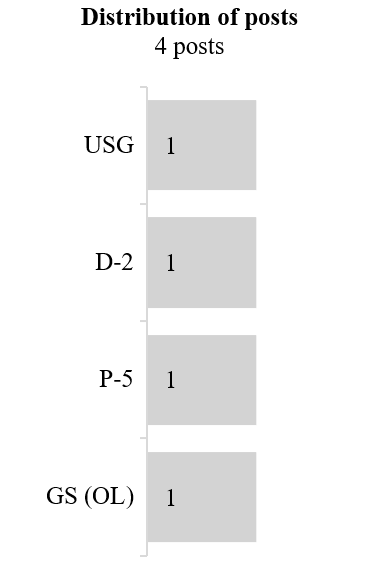 Distribution of posts
4 posts
USG 1
D-2 1
P-5 1
GS (OL) 1